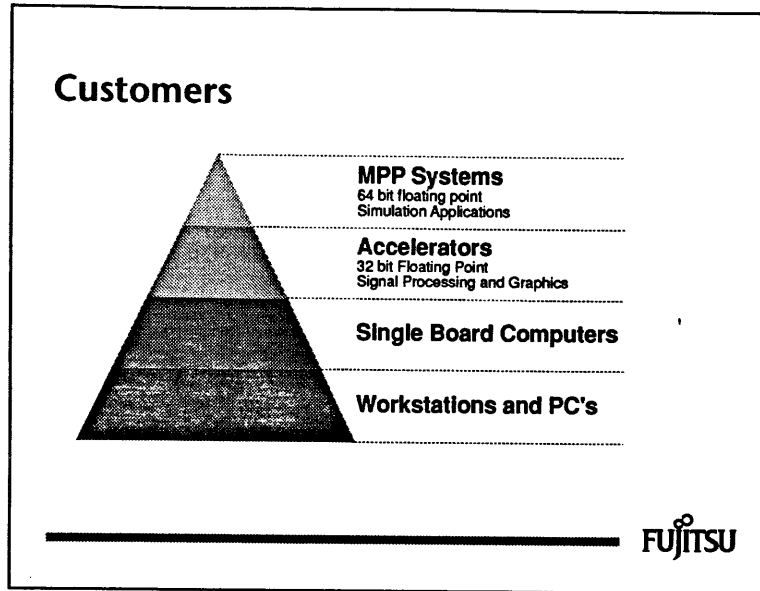 Customers
MPP Systems
64 bit floating point
Simulation Applications
Accelerators
32 bit Floating Point
Signal Processing and Graphics
Single Board Computers
Workstations and PC's
FUJITSU